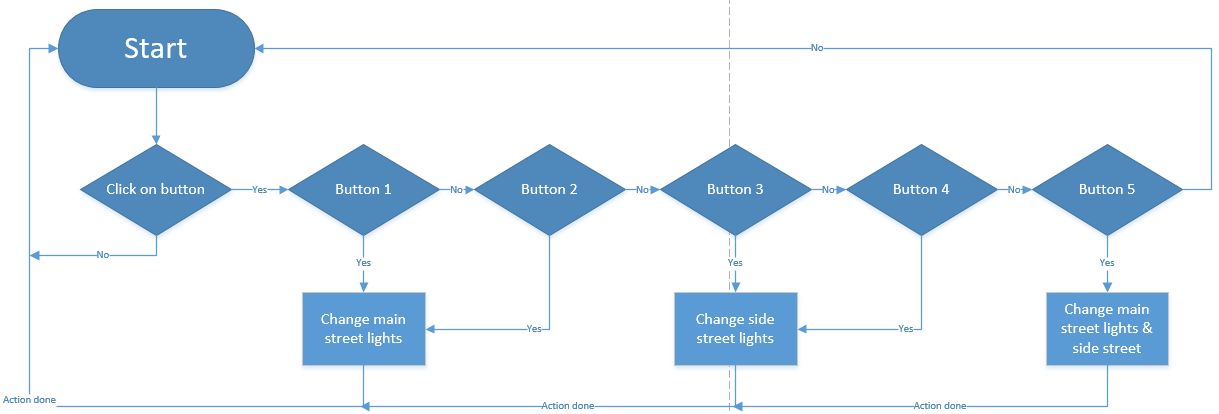 Start
No
Click on button
Yes
Button 1
No
Button 2
No
Button 3
No
Button 4
No
Button 5
No
Yes
Yes
Yes
Change main
street lights
Yes
Change side
street lights
Yes
Change main
street lights &
side street
Action done
Action done
Action done